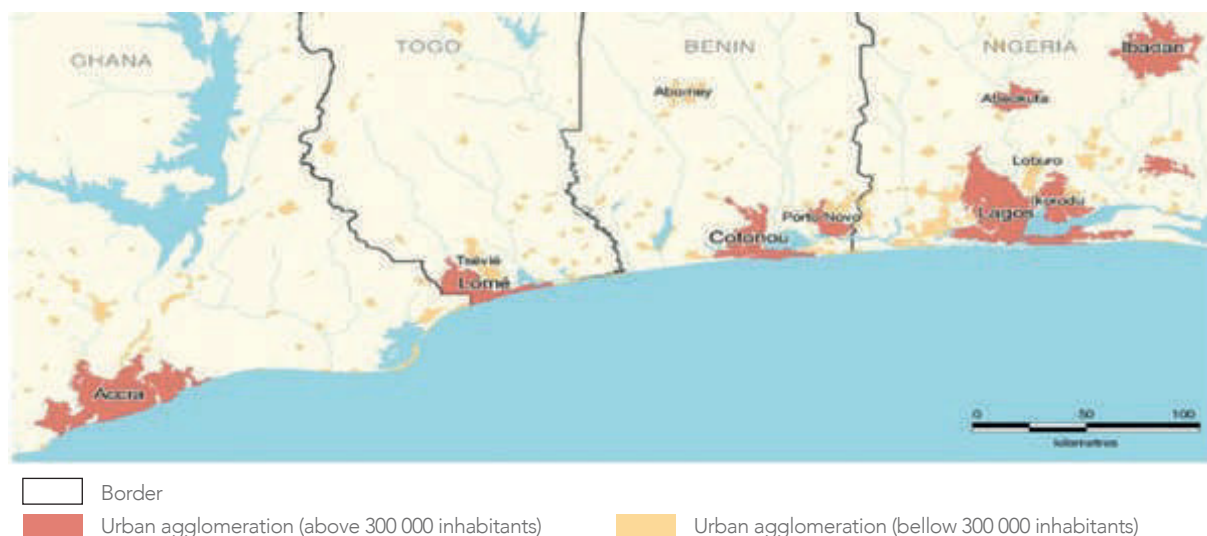 GHANA
TOGO
BENIN
NIGERIA
Ibadan
Abomey
Abeokuta
Loburo
Ikorodu
Lagos
Porto Novo
Cotonou
Tsévié
Lomé
Accra
0 50 100
kilometres
Border
Urban agglomeration (above 300 000 inhabitants)
Urban agglomeration (bellow 300 000 inhabitants)